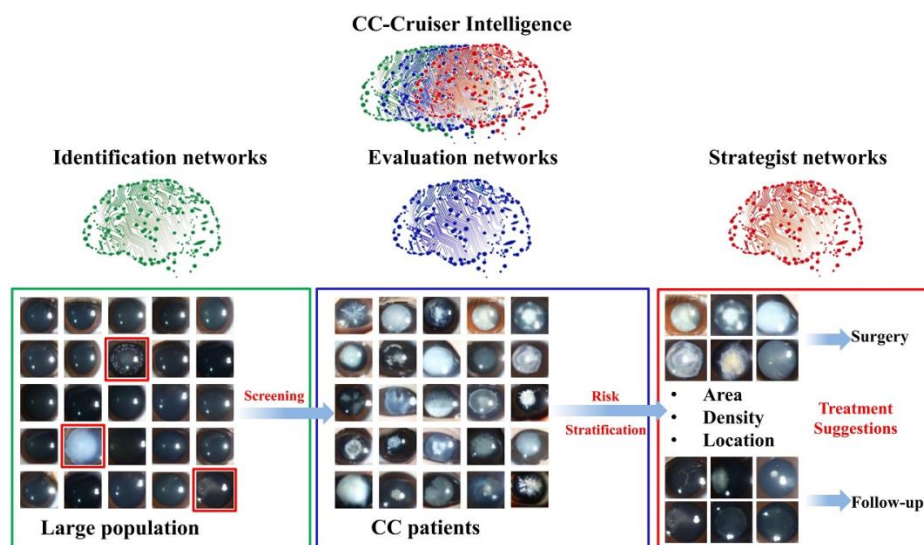 CC-Cruiser Intelligence
Identification networks
Evaluation networks
Strategist networks
Screening
Risk
Stratification
Surgery
• Area
• Density
• Location
Treatment
Suggestions
Follow-up
Large population
CC patients